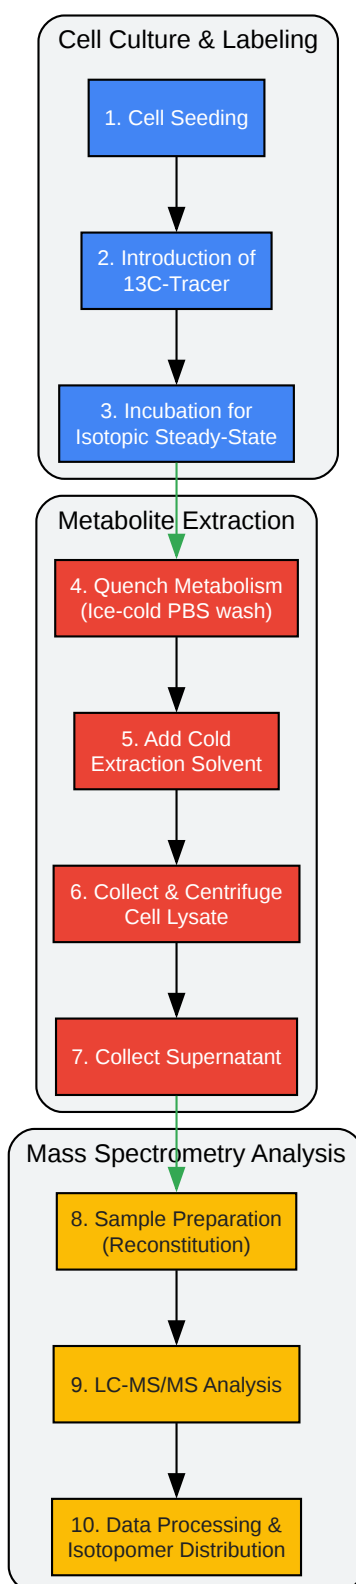 Cell Culture & Labeling
1. Cell Seeding
2. Introduction of
13C-Tracer
3. Incubation for
Isotopic Steady-State
Metabolite Extraction
4. Quench Metabolism
(Ice-cold PBS wash)
5. Add Cold
Extraction Solvent
6. Collect & Centrifuge
Cell Lysate
7. Collect Supernatant
Mass Spectrometry Analysis
8. Sample Preparation
(Reconstitution)
9. LC-MS/MS Analysis
10. Data Processing &
Isotopomer Distribution